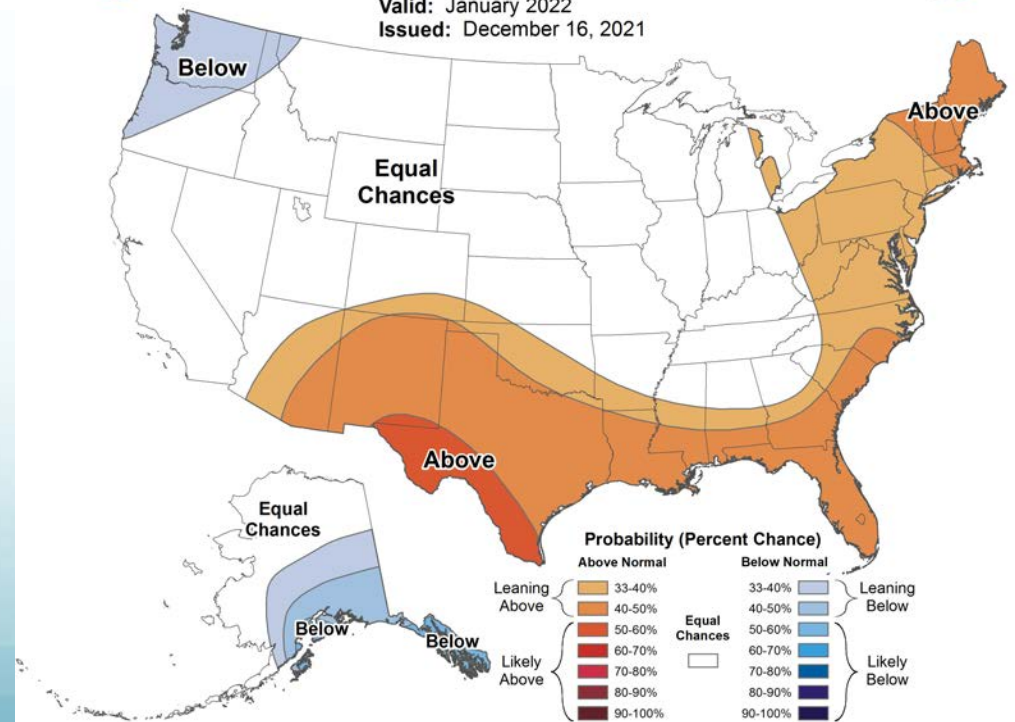 Valid: January 2022
Issued: December 16, 2021
Below
Above
Equal
Chances
Above
Equal
Chances
Below
Below
Probability (Percent Chance)
Above Normal
Below Normal
Leaning
Above
33-40%
40-50%
50-60%
60-70%
70-80%
80-90%
90-100%
Likely
Above
Equal
Chances
33-40%
40-50%
50-60%
60-70%
70-80%
80-90%
90-100%
Leaning
Below
Likely
Below